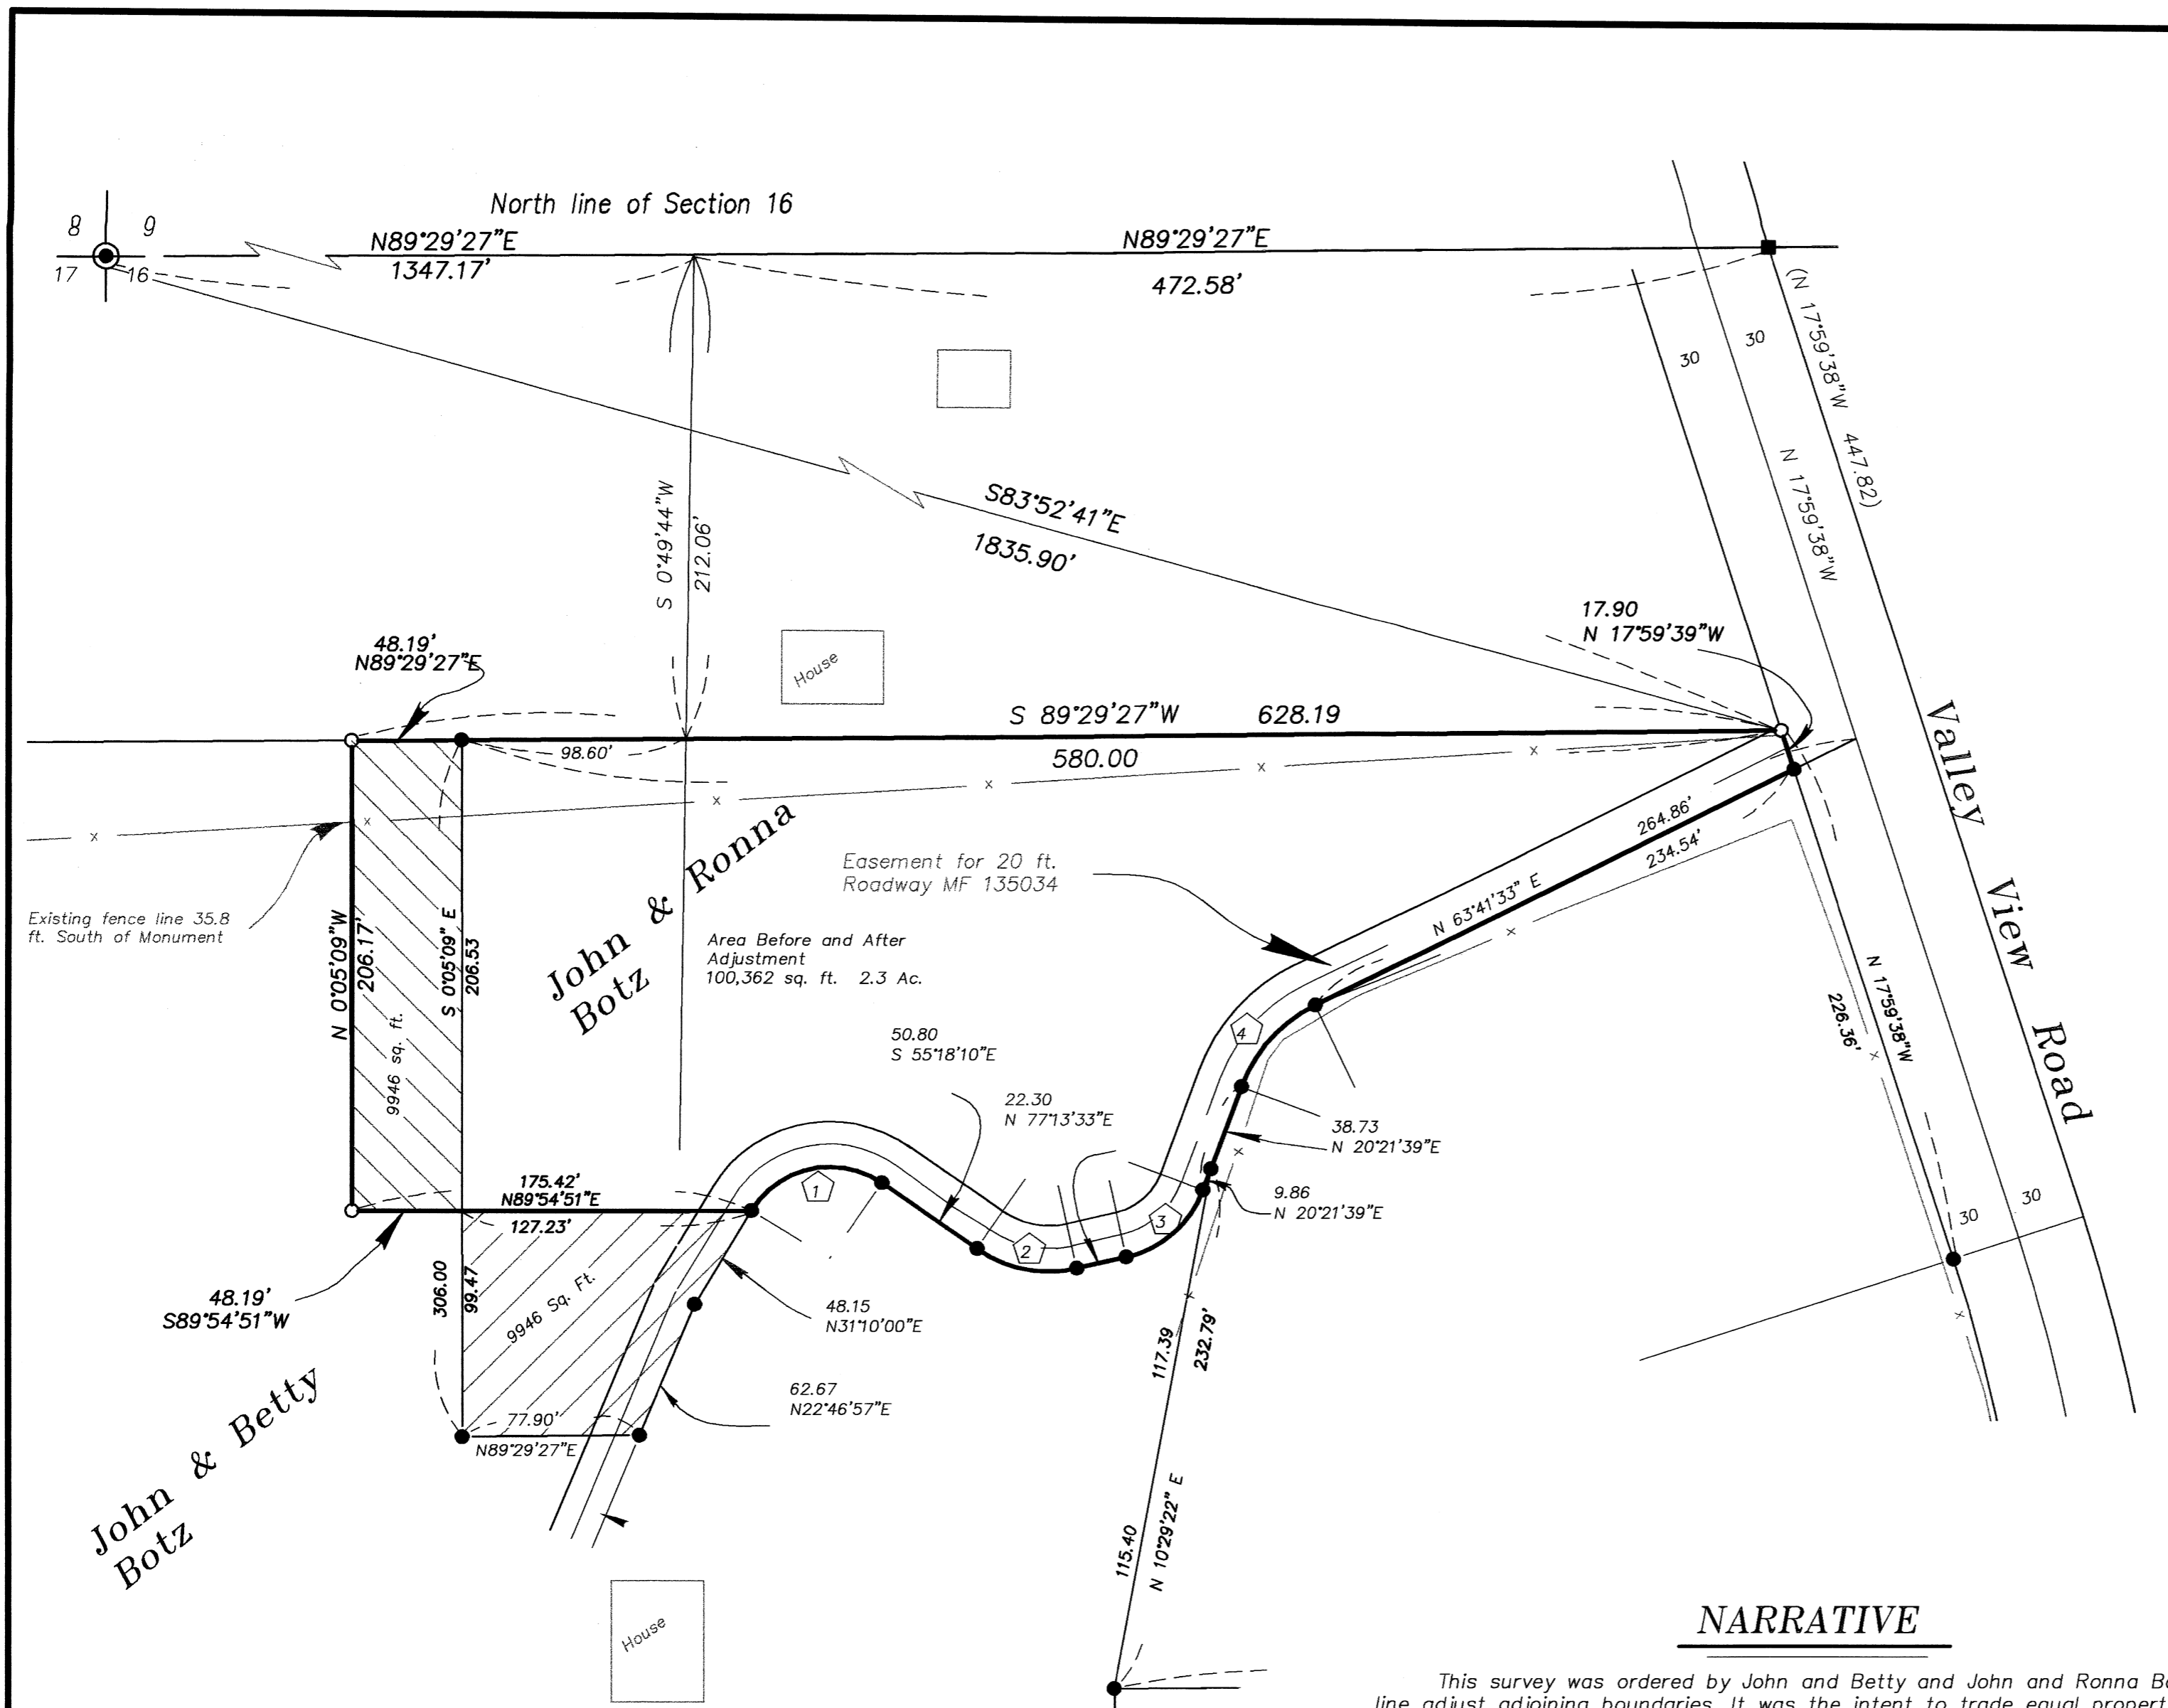 North line of Section 16
8 9
17 16
N89°29'27"E
1347.17'
N89°29'27"E
472.58'
(N 17°59'38"W 447.82)
30
30
N 17°59'38"W
S 0°49'44"W
212.06'
S83°52'41"E
1835.90'
17.90
N 17°59'39"W
48.19'
N89°29'27"E
House
S 89°29'27"W 628.19
98.60'
580.00
Valley View Road
John & Ronna
Botz
Easement for 20 ft.
Roadway MF 135034
264.86'
234.54'
N 63°41'33" E
Existing fence line 35.8
ft. South of Monument
N 0°05'09"W
206.17'
S 0°05'09" E
206.53
9946 sq. ft.
Area Before and After
Adjustment
100,362 sq. ft. 2.3 Ac.
50.80
S 55°18'10"E
22.30
N 77°13'33"E
4
38.73
N 20°21'39"E
226.36'
N 17°59'38"W
175.42'
N89°54'51"E
127.23'
1
2
3
9.86
N 20°21'39"E
30
30
48.19'
S89°54'51"W
306.00
99.47
9946 Sq. Ft.
48.15
N31°10'00"E
117.39
232.79'
62.67
N22°46'57"E
77.90'
N89°29'27"E
John & Betty
Botz
115.40
N 10°29'22" E
House
NARRATIVE
This survey was ordered by John and Betty and John and Ronna
line adjust adjoining boundaries. It was the intent to trade equal